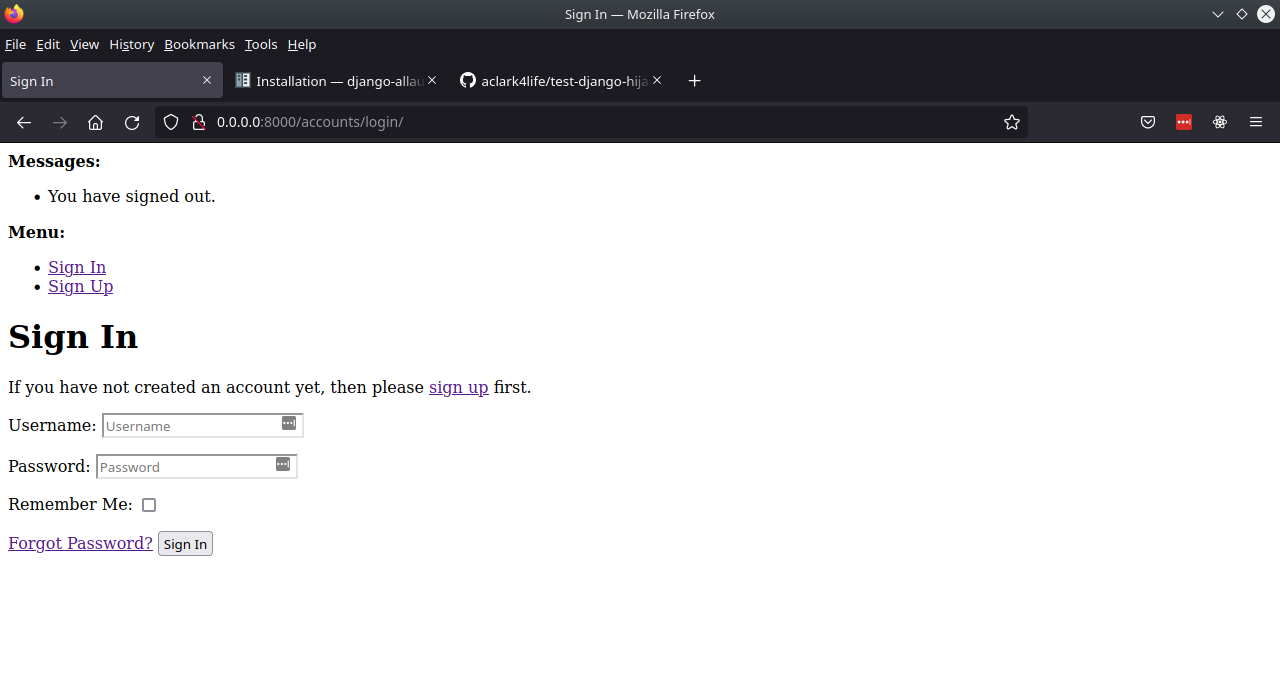 Sign In — Mozilla Firefox
File Edit View History Bookmarks Tools Help
Sign In Installation — django-allau aclark4life/test-django-hija
0.0.0.0:8000/accounts/login/
Messages:
• You have signed out.
Menu:
• Sign In
• Sign Up
Sign In
If you have not created an account yet, then please sign up first.
Username: Username
Password: Password
Remember Me:
Forgot Password? Sign In